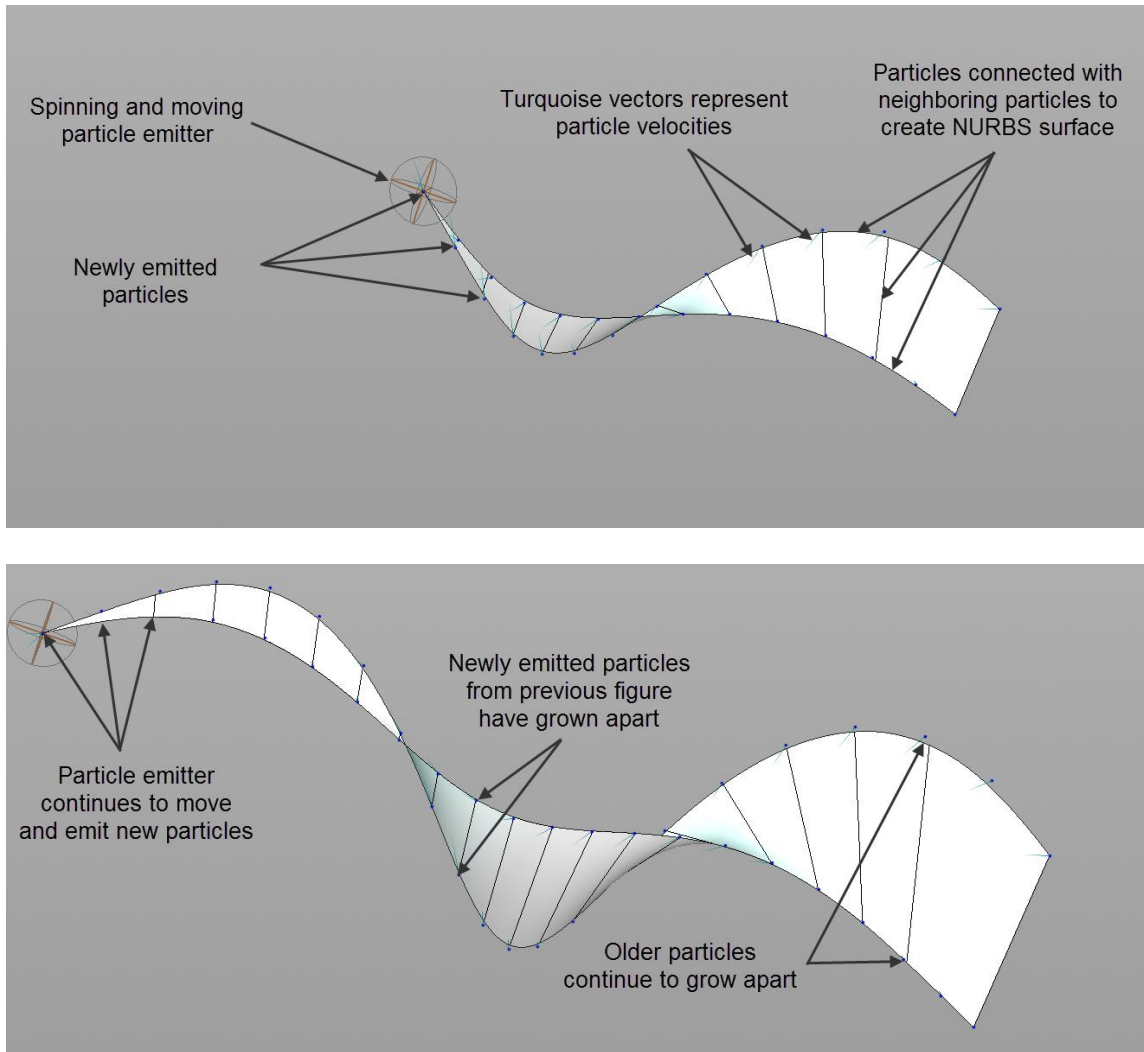 Spinning and moving
particle emitter
Turquoise vectors represent
particle velocities
Particles connected with
neighboring particles to
create NURBS surface
Newly emitted
particles
Newly emitted particles
from previous figure
have grown apart
Particle emitter
continues to move
and emit new particles
Older particles
continue to grow apart